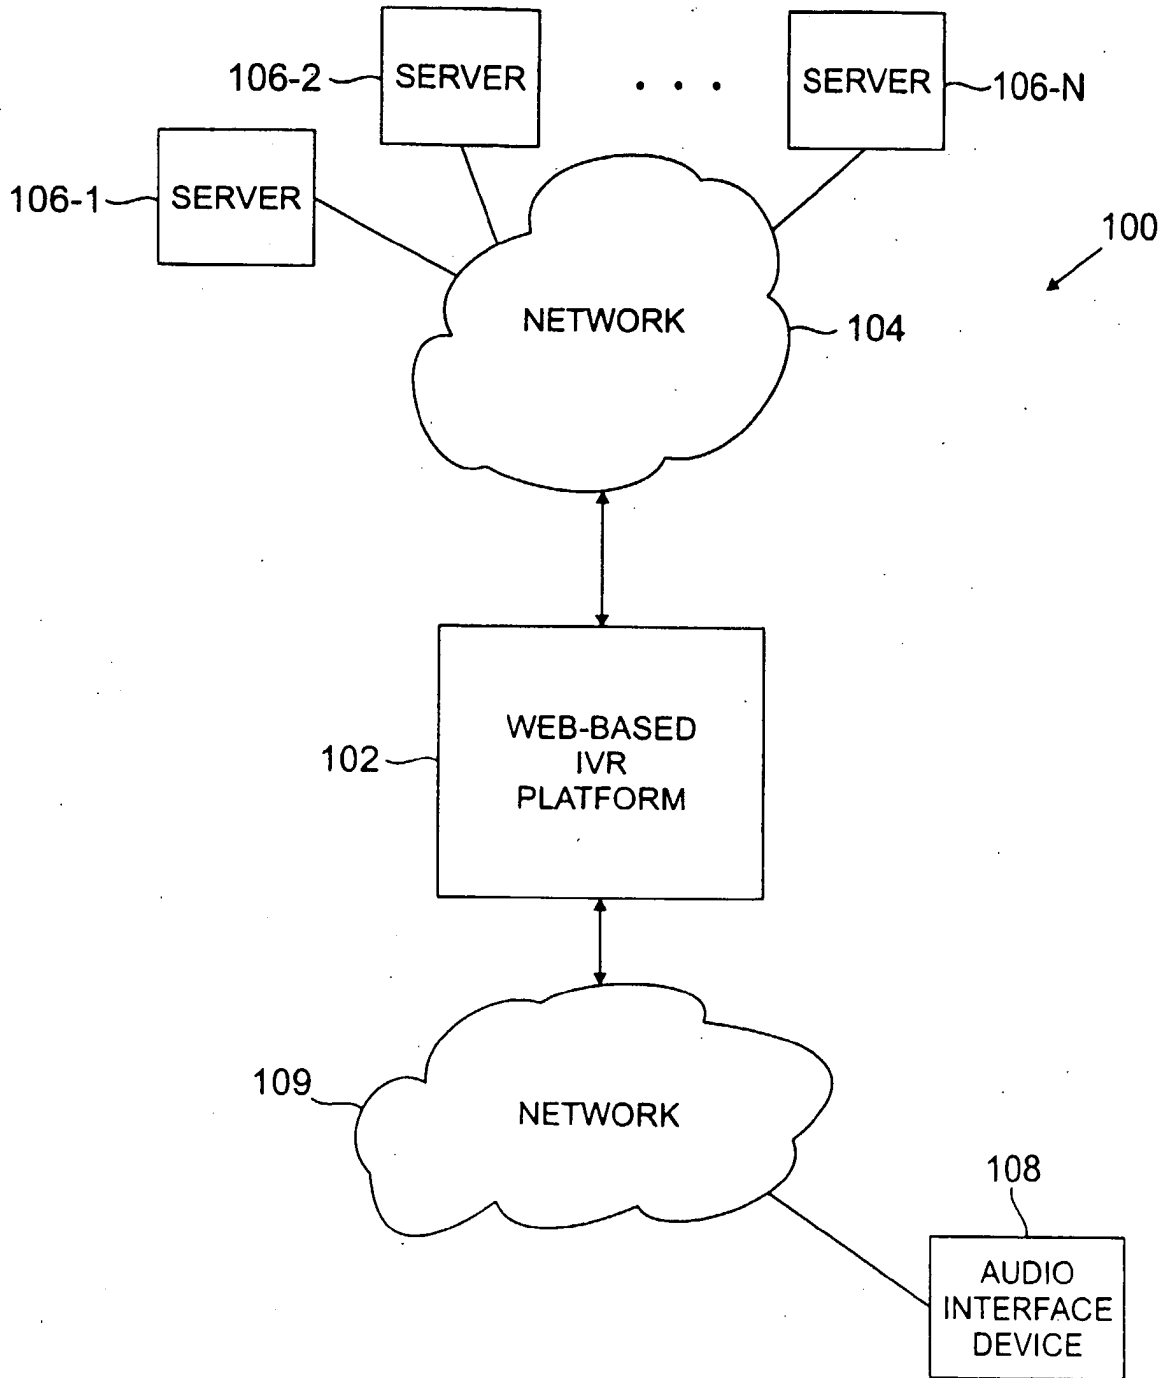 106-2
SERVER
. . .
SERVER
106-N
106-1
SERVER
100
NETWORK
104
102
WEB-BASED
IVR
PLATFORM
109
NETWORK
108
AUDIO
INTERFACE
DEVICE